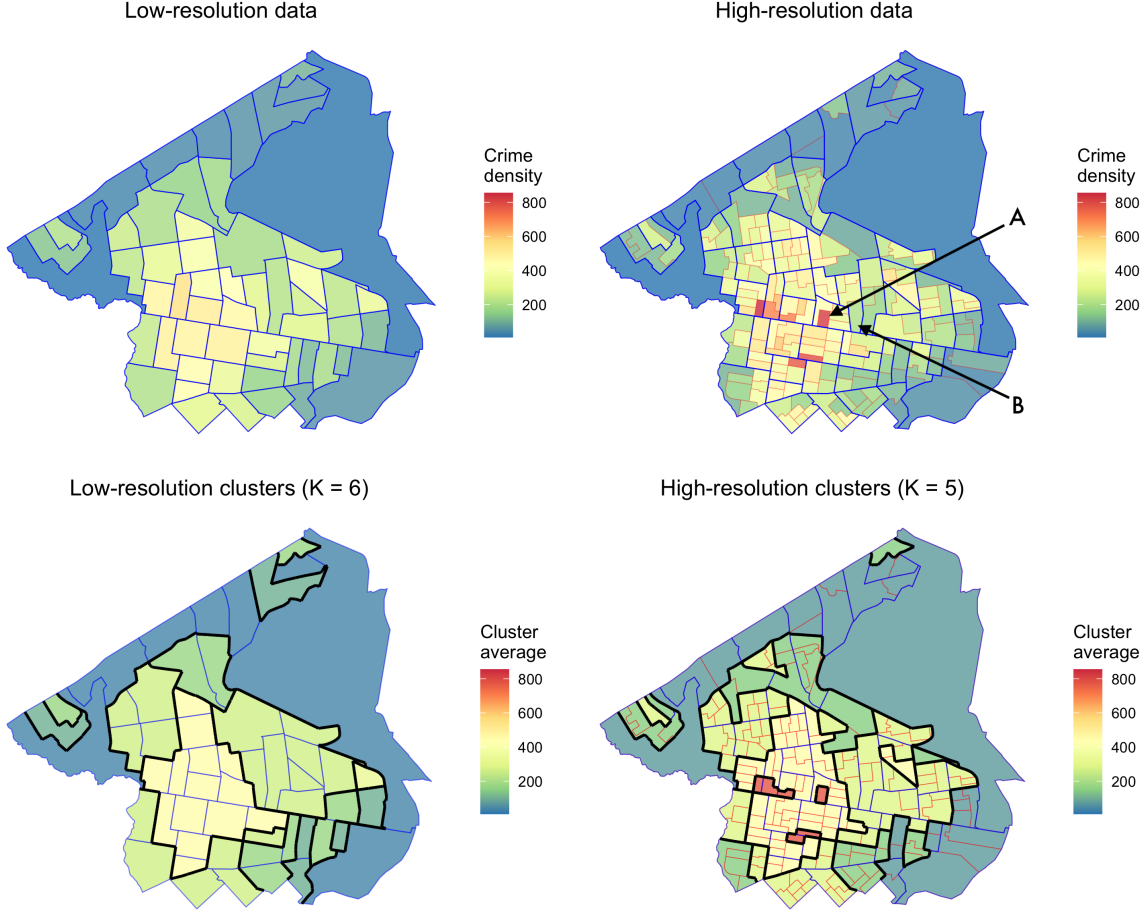 Low-resolution data
High-resolution data
Crime
density
800
600
400
200
A
B
Crime
density
800
600
400
200
Low-resolution clusters (K = 6)
High-resolution clusters (K = 5)
Cluster
average
800
600
400
200
Cluster
average
800
600
400
200